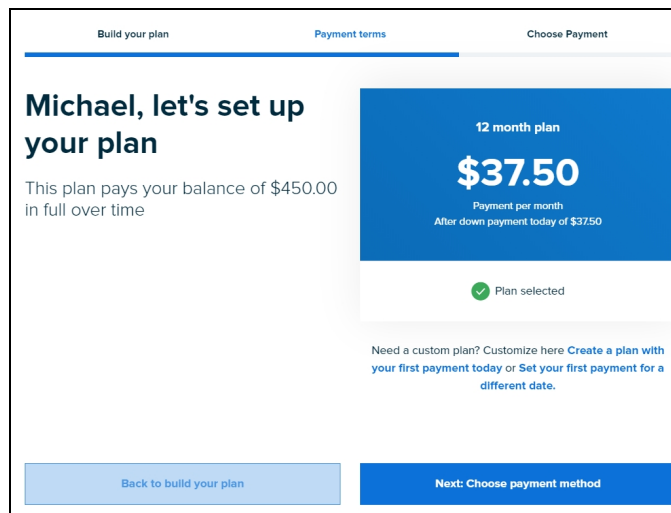 Build your plan
Payment terms
Choose Payment
Michael, let's set up
your plan
This plan pays your balance of $450.00
in full over time
12 month plan
$37.50
Payment per month
After down payment today of $37.50
Plan selected
Need a custom plan? Customize here Create a plan with
your first payment today or Set your first payment for a
different date.
Back to build your plan
Next: Choose payment method